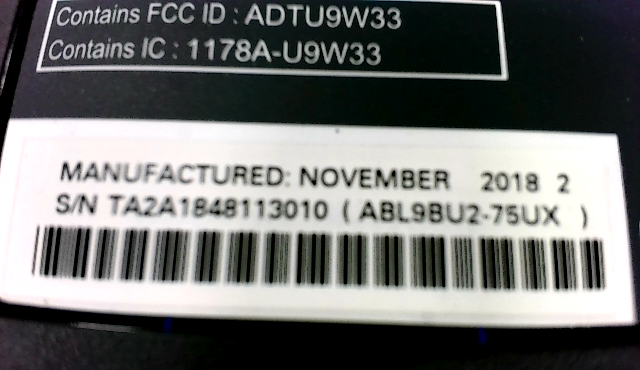 Contains FCC ID : ADTU9W33
Contains IC : 1178A-U9W33
MANUFACTURED: NOVEMBER 2018 2
S/N TA2A1848113010 ( ABL9BU2-75UX )